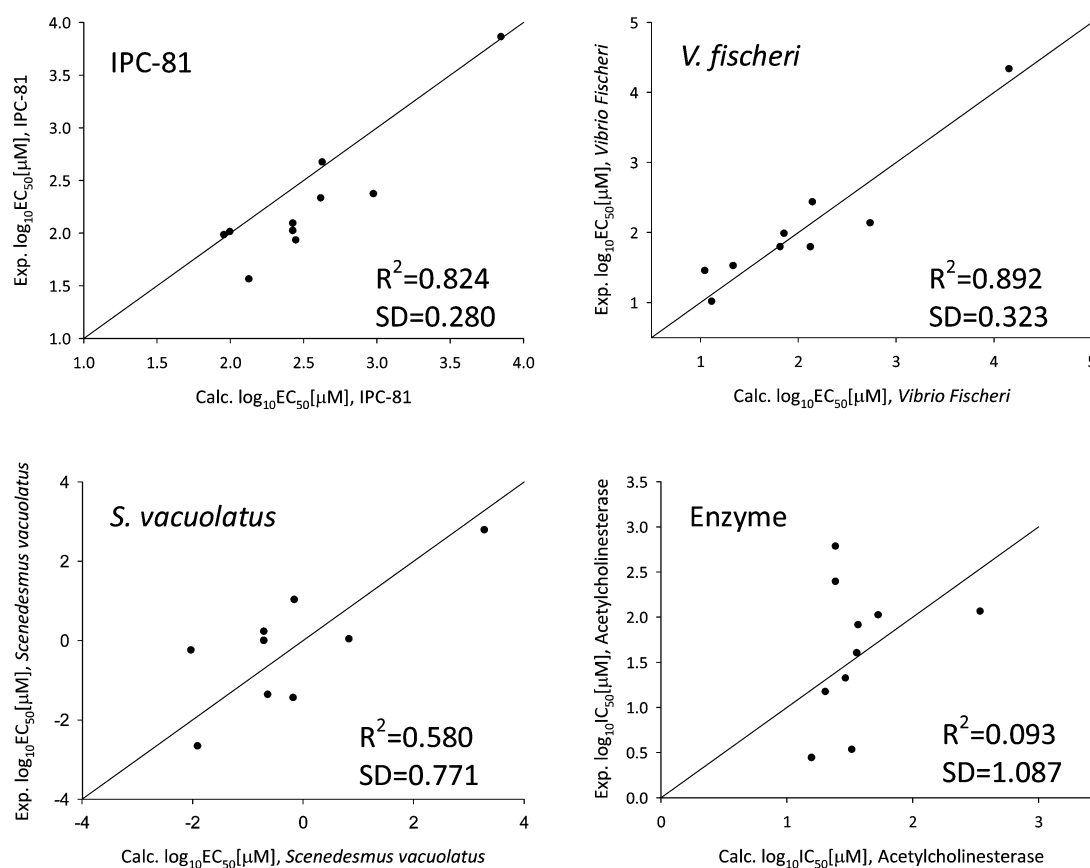 IPC-81
Exp. log₁₀EC₅₀[µM], IPC-81
4.0
3.5
3.0
2.5
2.0
1.5
1.0
1.0 1.5 2.0 2.5 3.0 3.5 4.0
R²=0.824
SD=0.280
Calc. log₁₀EC₅₀[µM], IPC-81
V. fischeri
Exp. log₁₀EC₅₀[µM], Vibrio Fischeri
5
4
3
2
1
1 2 3 4 5
R²=0.892
SD=0.323
Calc. log₁₀EC₅₀[µM], Vibrio Fischeri
S. vacuolatus
Exp. log₁₀EC₅₀[µM], Scenedesmus vacuolatus
4
2
0
-2
-4
-4 -2 0 2 4
R²=0.580
SD=0.771
Calc. log₁₀EC₅₀[µM], Scenedesmus vacuolatus
Enzyme
Exp. log₁₀IC₅₀[µM], Acetylcholinesterase
3.5
3.0
2.5
2.0
1.5
1.0
0.5
0.0
0 1 2 3
R²=0.093
SD=1.087
Calc. log₁₀IC₅₀[µM], Acetylcholinesterase